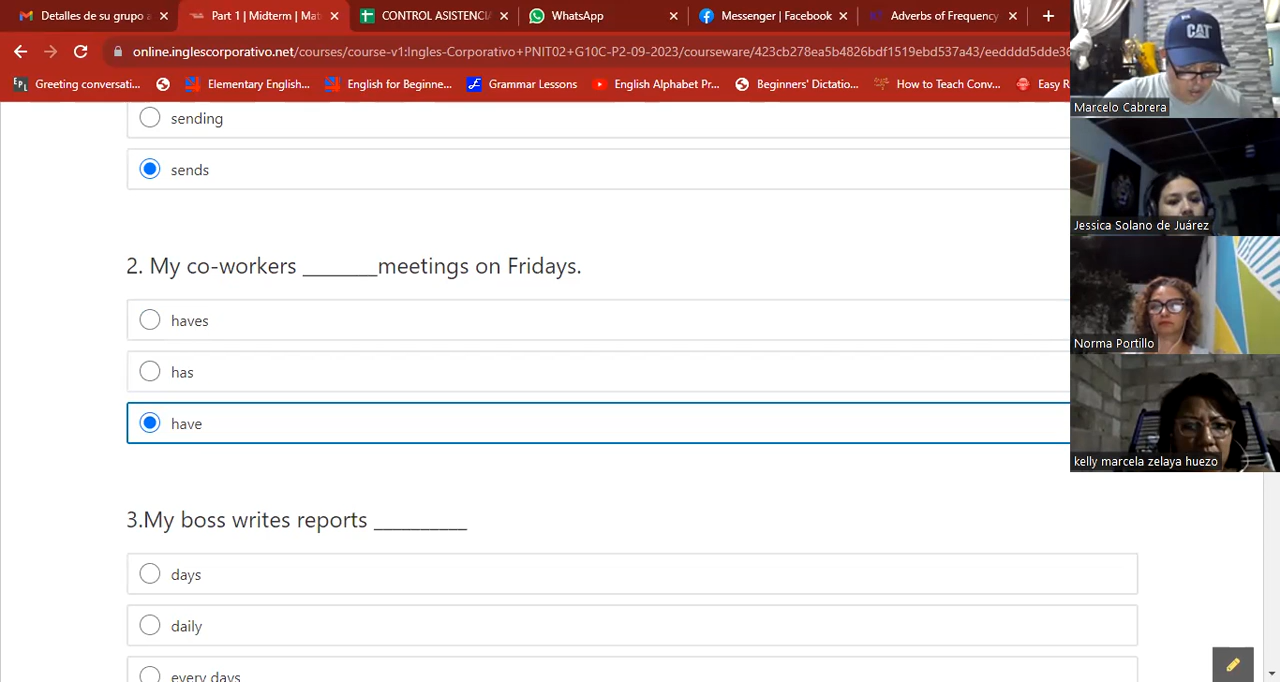 Detalles de su grupo a
Part 1 | Midterm | Mat
CONTROL ASISTENCIA
WhatsApp
Messenger | Facebook
Adverbs of Frequency
online.inglescorporativo.net/courses/course-v1:Ingles-Corporativo+PNIT02+G10C-P2-09-2023/courseware/423cb278ea5b4826bdf1519ebd537a43/eedddd5dde36
Greeting conversati...
Elementary English...
English for Beginne...
Grammar Lessons
English Alphabet Pr...
Beginners' Dictatio...
How to Teach Conv...
Easy R
CAT
Marcelo Cabrera
Jessica Solano de Juárez
Norma Portillo
kelly marcela zelaya huezo
sending
sends
2. My co-workers _______meetings on Fridays.
haves
has
have
3.My boss writes reports _________
days
daily
every days